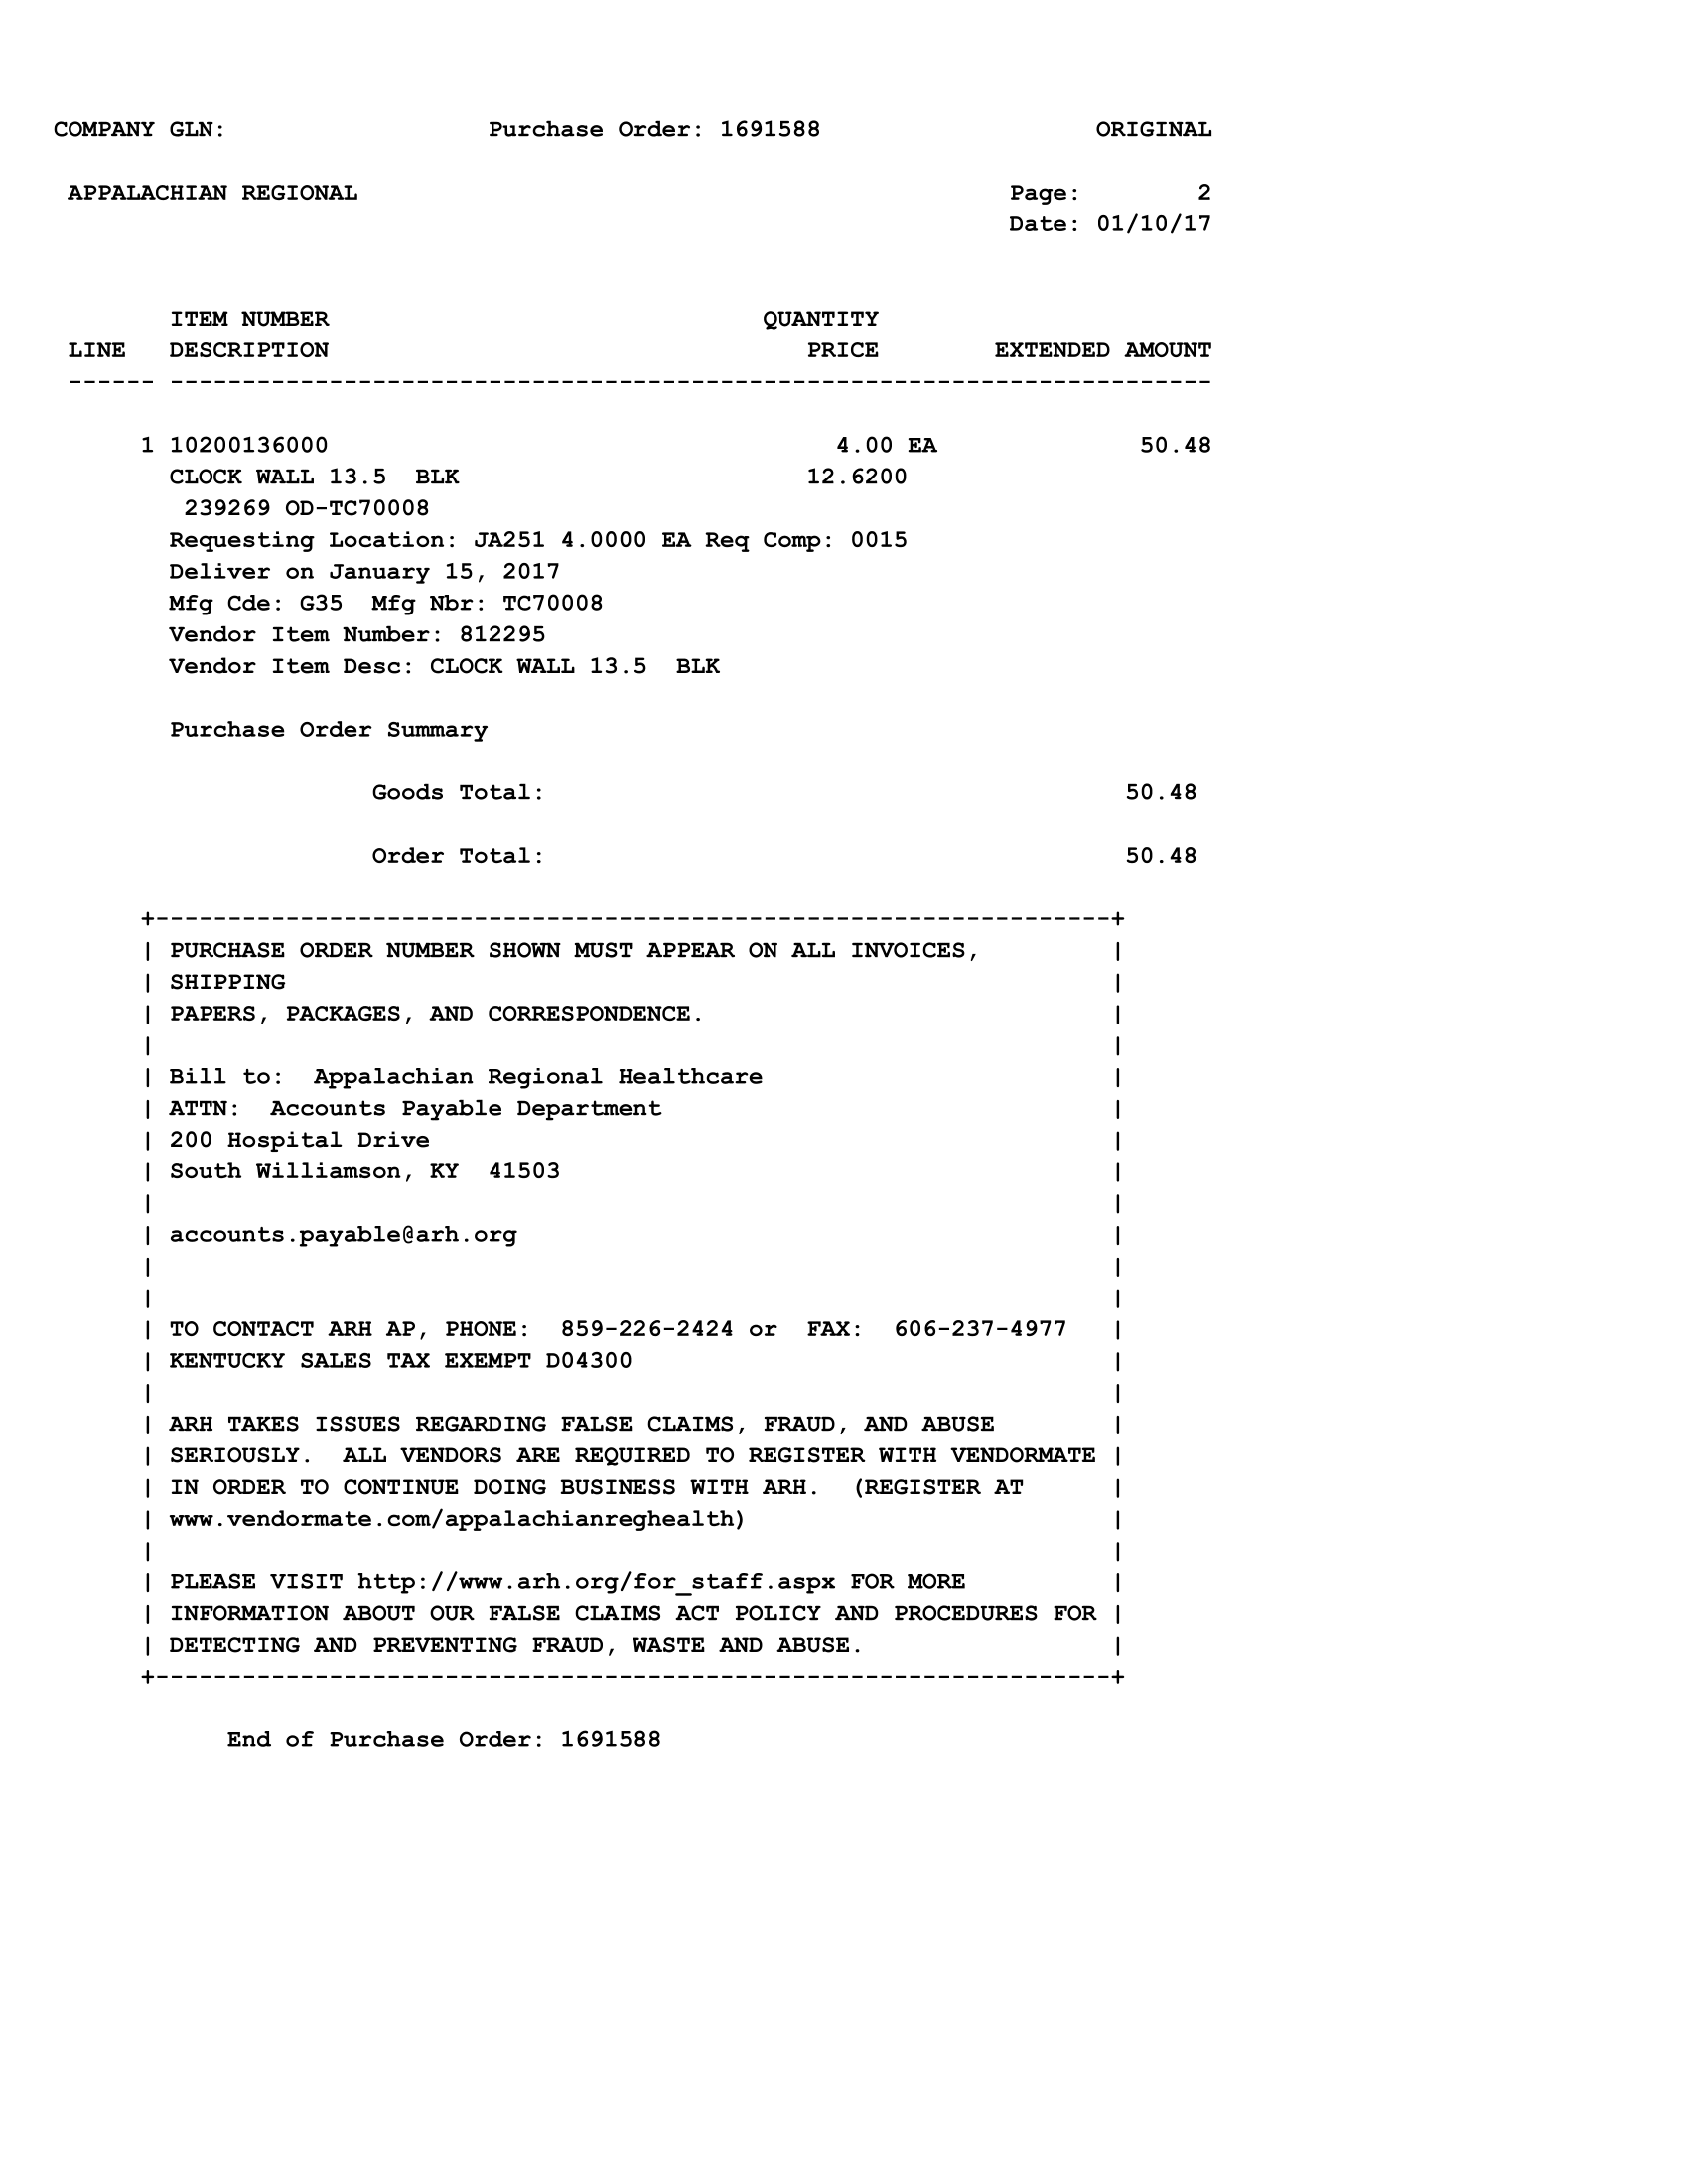 COMPANY GLN: Purchase Order: 1691588 ORIGINAL
APPALACHIAN REGIONAL Page: 2
Date: 01/10/17
ITEM NUMBER QUANTITY
LINE DESCRIPTION PRICE EXTENDED AMOUNT
------ ------------------------------------------------------------------------
1 10200136000 4.00 EA 50.48
CLOCK WALL 13.5  BLK 12.6200
239269 OD-TC70008
Requesting Location: JA251 4.0000 EA Req Comp: 0015
Deliver on January 15, 2017
Mfg Cde: G35  Mfg Nbr: TC70008
Vendor Item Number: 812295
Vendor Item Desc: CLOCK WALL 13.5  BLK
Purchase Order Summary
Goods Total: 50.48
Order Total: 50.48
+------------------------------------------------------------------+
| PURCHASE ORDER NUMBER SHOWN MUST APPEAR ON ALL INVOICES, |
| SHIPPING |
| PAPERS, PACKAGES, AND CORRESPONDENCE. |
| |
| Bill to:  Appalachian Regional Healthcare |
| ATTN:  Accounts Payable Department |
| 200 Hospital Drive |
| South Williamson, KY  41503 |
| |
| accounts.payable@arh.org |
| |
| |
| TO CONTACT ARH AP, PHONE:  859-226-2424 or  FAX:  606-237-4977 |
| KENTUCKY SALES TAX EXEMPT D04300 |
| |
| ARH TAKES ISSUES REGARDING FALSE CLAIMS, FRAUD, AND ABUSE |
| SERIOUSLY.  ALL VENDORS ARE REQUIRED TO REGISTER WITH VENDORMATE |
| IN ORDER TO CONTINUE DOING BUSINESS WITH ARH.  (REGISTER AT |
| www.vendormate.com/appalachianreghealth) |
| |
| PLEASE VISIT http://www.arh.org/for_staff.aspx FOR MORE |
| INFORMATION ABOUT OUR FALSE CLAIMS ACT POLICY AND PROCEDURES FOR |
| DETECTING AND PREVENTING FRAUD, WASTE AND ABUSE. |
+------------------------------------------------------------------+
End of Purchase Order: 1691588